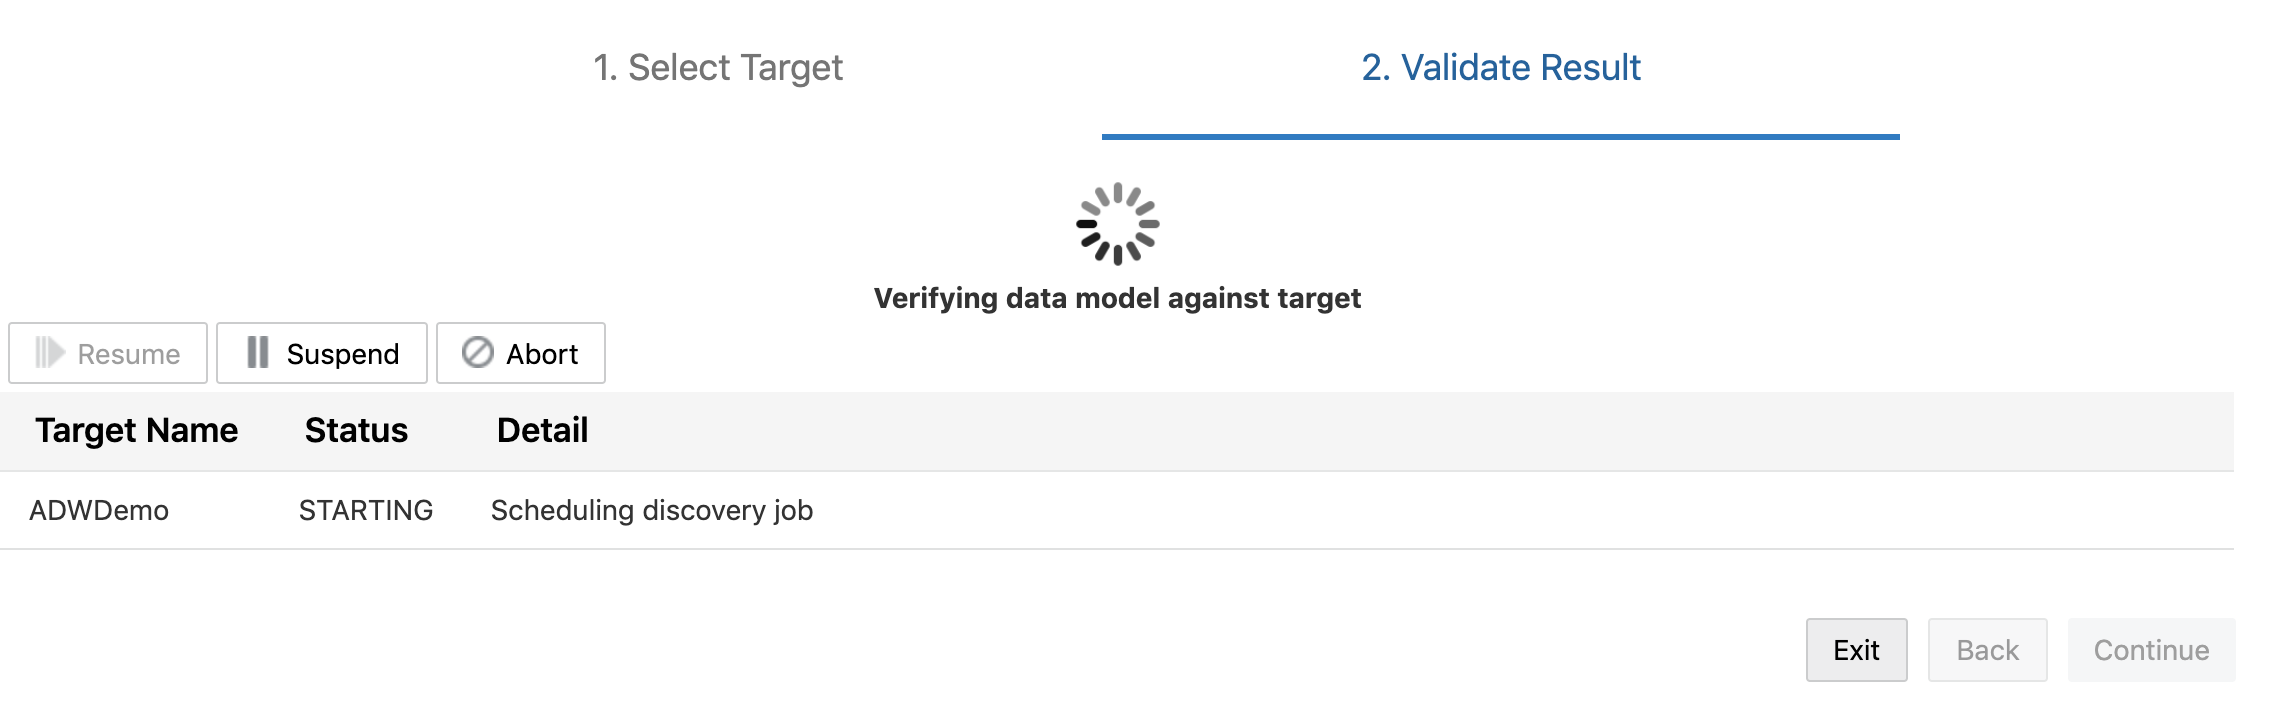 1. Select Target 2. Validate Result
Verifying data model against target
Resume Suspend Abort
Target Name Status Detail
ADWDemo STARTING Scheduling discovery job
Exit Back Continue